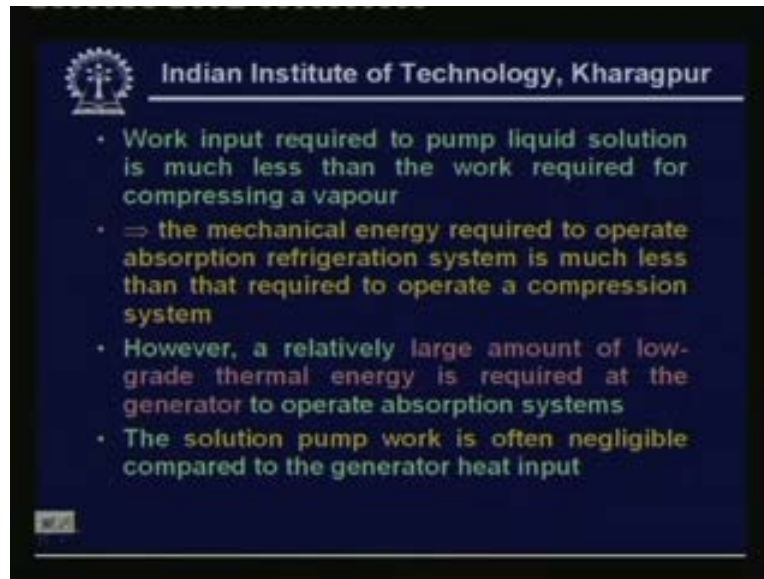 Indian Institute of Technology, Kharagpur
• Work input required to pump liquid solution
is much less than the work required for
compressing a vapour
• ⇒ the mechanical energy required to operate
absorption refrigeration system is much less
than that required to operate a compression
system
• However, a relatively large amount of low-
grade thermal energy is required at the
generator to operate absorption systems
• The solution pump work is often negligible
compared to the generator heat input